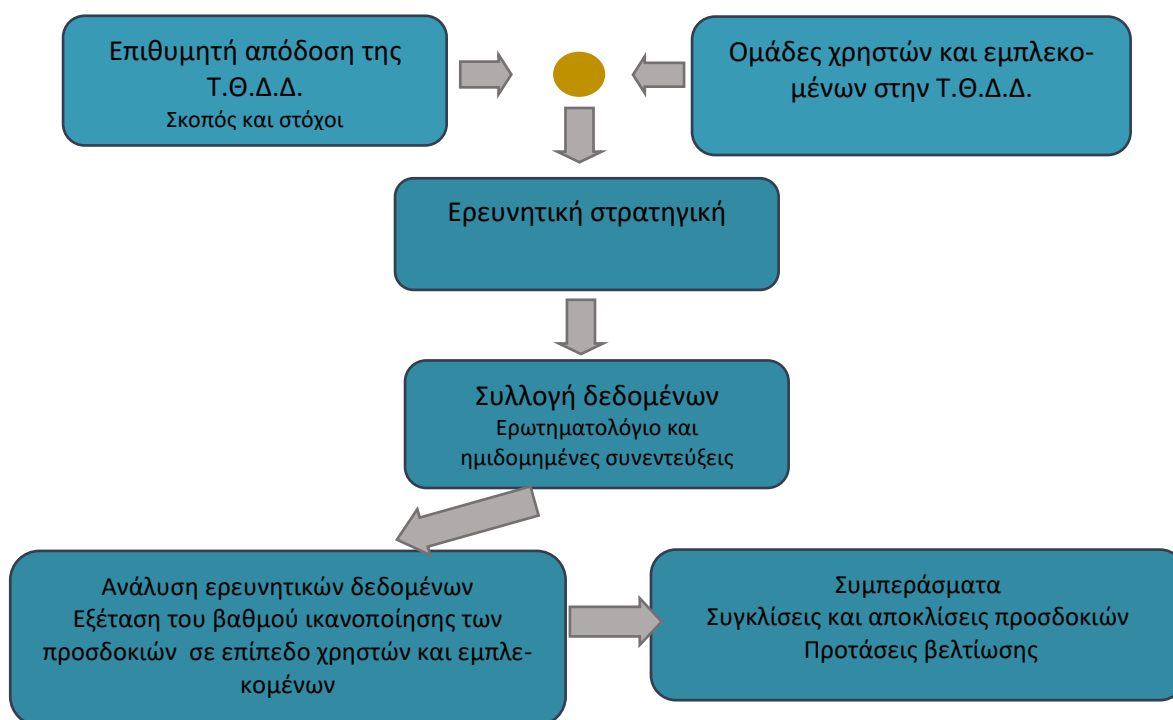 Επιθυμητή απόδοση της
Τ.Θ.Δ.Δ.
Σκοπός και στόχοι
Ομάδες χρηστών και εμπλεκο-
μένων στην Τ.Θ.Δ.Δ.
Ερευνητική στρατηγική
Συλλογή δεδομένων
Ερωτηματολόγιο και
ημιδομημένες συνεντεύξεις
Ανάλυση ερευνητικών δεδομένων
Εξέταση του βαθμού ικανοποίησης των
προσδοκιών σε επίπεδο χρηστών και εμπλε-
κομένων
Συμπεράσματα
Συγκλίσεις και αποκλίσεις προσδοκιών
Προτάσεις βελτίωσης